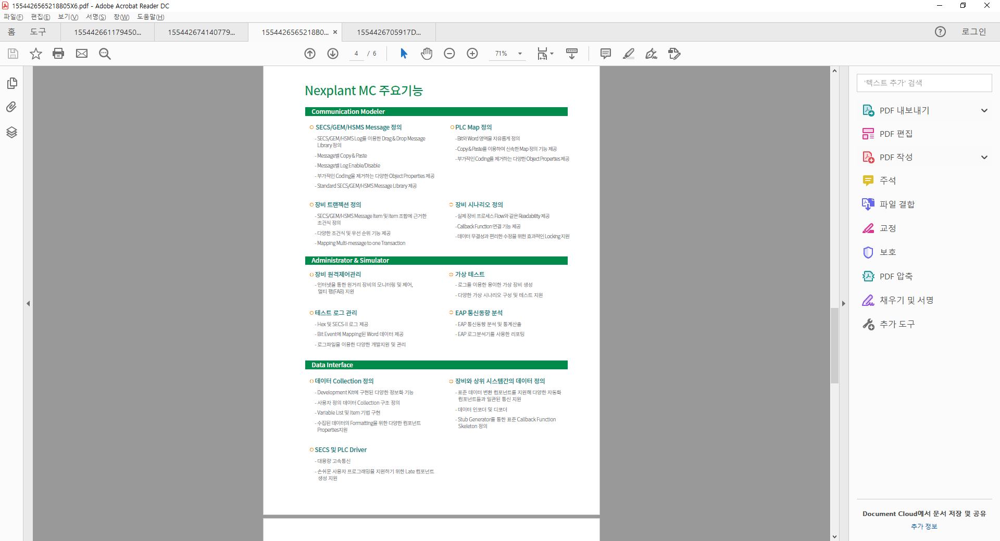 1554426565218B05X6.pdf - Adobe Acrobat Reader DC
파일(F) 편집(E) 보기(V) 서명(S) 창(W) 도움말(H)
홈 도구 155442661179450... 155442674140779... 1554426565218B0... × 1554426705917D... ? 로그인
4 / 6 71%
Nexplant MC 주요기능
Communication Modeler
SECS/GEM/HSMS Message 정의
- SECS/GEM/HSMS Log를 이용한 Drag & Drop Message
Library 정의
- Message별 Copy & Paste
- Message별 Log Enable/Disable
- 부가적인 Coding을 제거하는 다양한 Object Properties 제공
- Standard SECS/GEM/HSMS Message Library 제공
PLC Map 정의
- Bit와 Word 영역을 자유롭게 정의
- Copy & Paste를 이용하여 신속한 Map 정의 기능 제공
- 부가적인 Coding를 제거하는 다양한 Object Properties 제공
장비 트랜젝션 정의
- SECS/GEM/HSMS Message Item 및 Item 조합에 근거한
조건식 정의
- 다양한 조건식 및 우선 순위 기능 제공
- Mapping Multi-message to one Transaction
장비 시나리오 정의
- 실제 장비 프로세스 Flow와 같은 Readability 제공
- Callback Function 연결 기능 제공
- 데이터 무결성과 편리한 수정을 위한 효과적인 Locking 지원
Administrator & Simulator
장비 원격제어관리
- 인터넷을 통한 원거리 장비의 모니터링 및 제어,
멀티 팹(FAB) 지원
가상 테스트
- 로그를 이용한 용이한 가상 장비 생성
- 다양한 가상 시나리오 구성 및 테스트 지원
테스트 로그 관리
- Hex 및 SECS-II 로그 제공
- Bit Event에 Mapping된 Word 데이터 제공
- 로그파일을 이용한 다양한 개발지원 및 관리
EAP 통신동향 분석
- EAP 통신동향 분석 및 통계산출
- EAP 로그분석기를 사용한 리포팅
Data Interface
데이터 Collection 정의
- Development Kit에 구현된 다양한 정보화 기능
- 사용자 정의 데이터 Collection 구조 정의
- Variable List 및 Item 기법 구현
- 수집된 데이터의 Formatting을 위한 다양한 컴포넌트
Properties지원
장비와 상위 시스템간의 데이터 정의
- 표준 데이터 변환 컴포넌트를 지원해 다양한 자동화
컴포넌트들과 일관된 통신 지원
- 데이터 인코더 및 디코더
- Stub Generator를 통한 표준 Callback Function
Skeleton 정의
SECS 및 PLC Driver
- 대용량 고속통신
- 손쉬운 사용자 프로그래밍을 지원하기 위한 Late 컴포넌트
생성 지원
'텍스트 추가' 검색
PDF 내보내기
PDF 편집
PDF 작성
주석
파일 결합
교정
보호
PDF 압축
채우기 및 서명
추가 도구
Document Cloud에서 문서 저장 및 공유
추가 정보